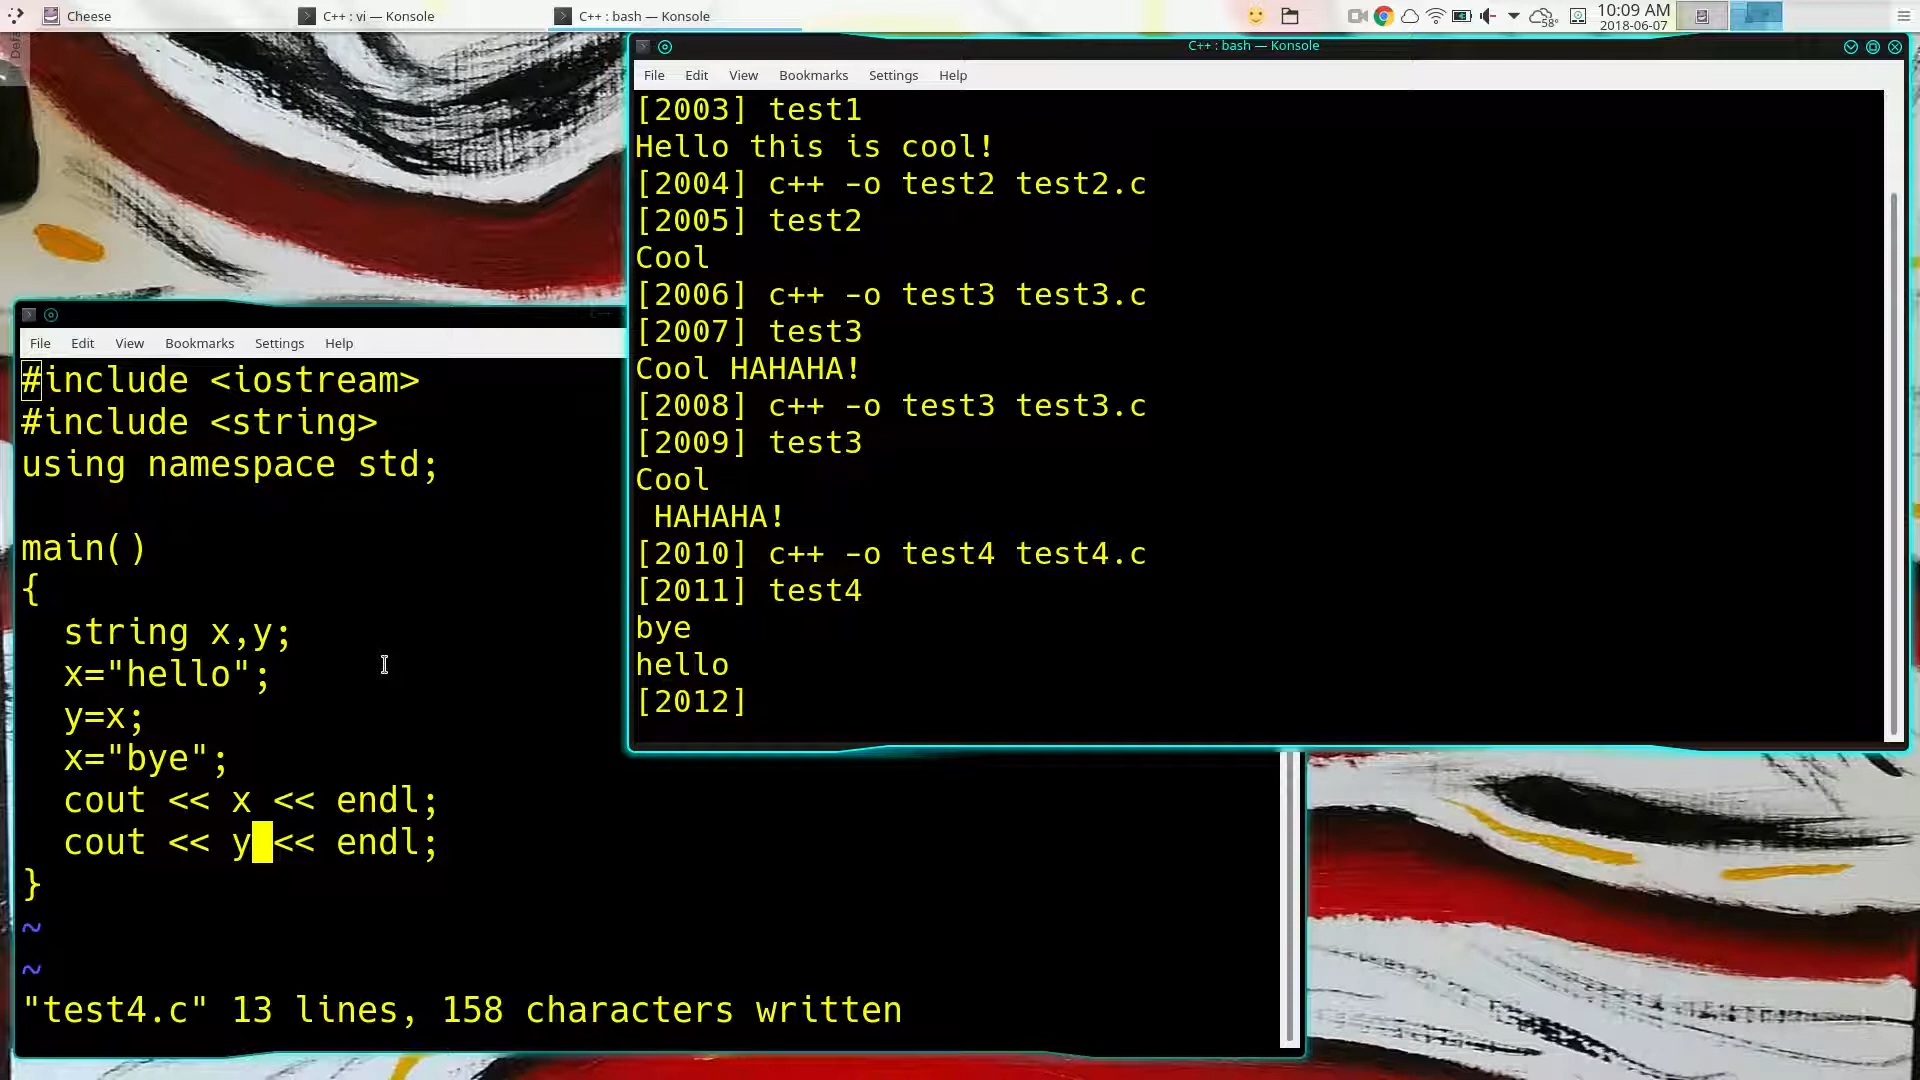 Cheese
C++ : vi — Konsole
C++ : bash — Konsole
58°
10:09 AM
2018-06-07
C++ : bash — Konsole
File Edit View Bookmarks Settings Help
[2003] test1
Hello this is cool!
[2004] c++ -o test2 test2.c
[2005] test2
Cool
[2006] c++ -o test3 test3.c
[2007] test3
Cool HAHAHA!
[2008] c++ -o test3 test3.c
[2009] test3
Cool
 HAHAHA!
[2010] c++ -o test4 test4.c
[2011] test4
bye
hello
[2012]
File Edit View Bookmarks Settings Help
#include <iostream>
#include <string>
using namespace std;
main()
{
  string x,y;
  x="hello";
  y=x;
  x="bye";
  cout << x << endl;
  cout << y << endl;
}
~
~
"test4.c" 13 lines, 158 characters written